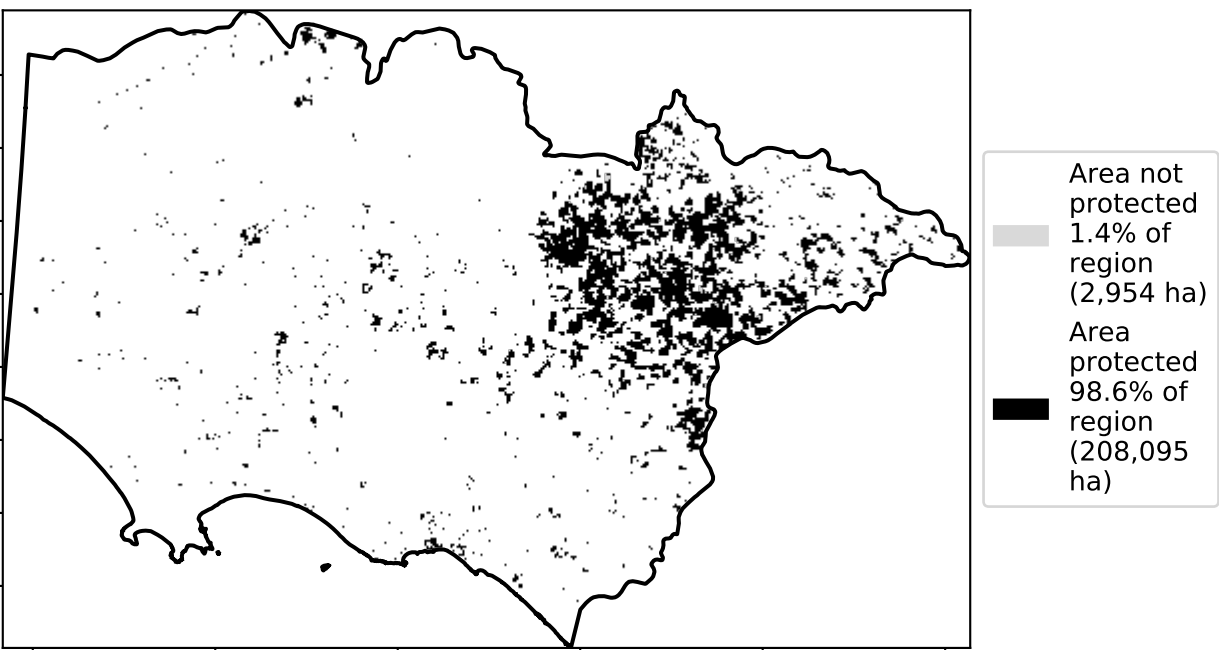 Area not
protected
1.4% of
region
(2,954 ha)
Area
protected
98.6% of
region
(208,095
ha)